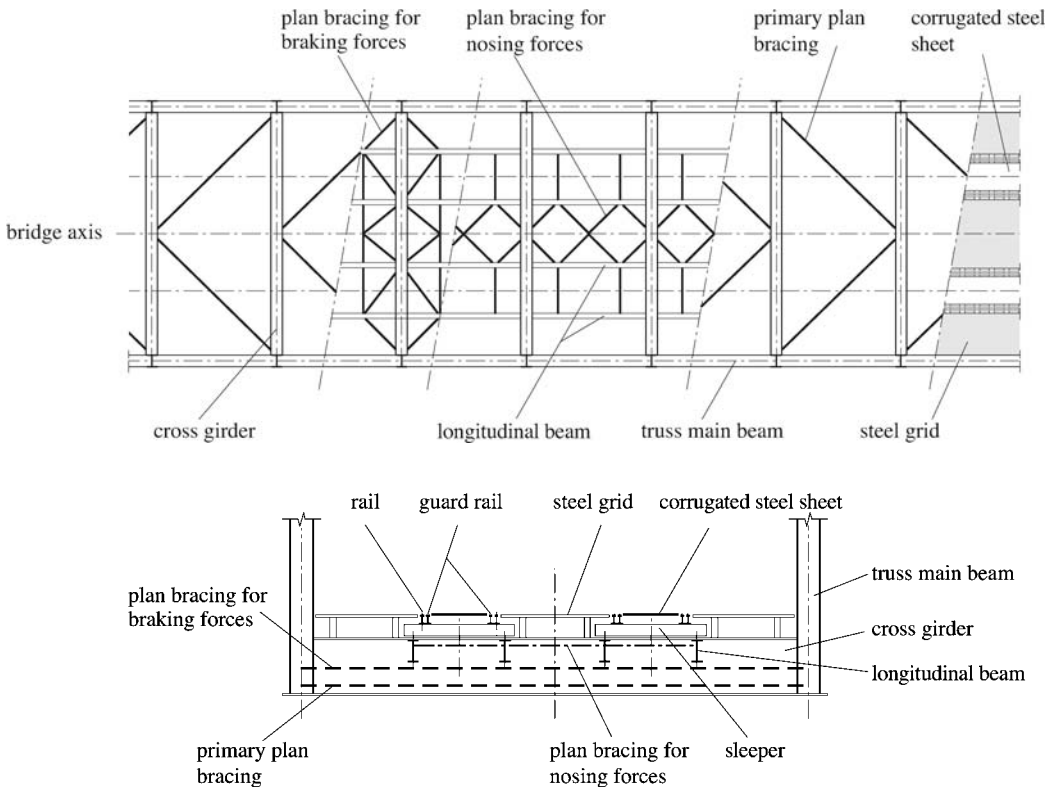 plan bracing for
braking forces
plan bracing for
nosing forces
primary plan
bracing
corrugated steel
sheet
bridge axis
cross girder
longitudinal beam
truss main beam
steel grid
rail
guard rail
steel grid
corrugated steel sheet
plan bracing for
braking forces
truss main beam
cross girder
longitudinal beam
primary plan
bracing
plan bracing for
nosing forces
sleeper